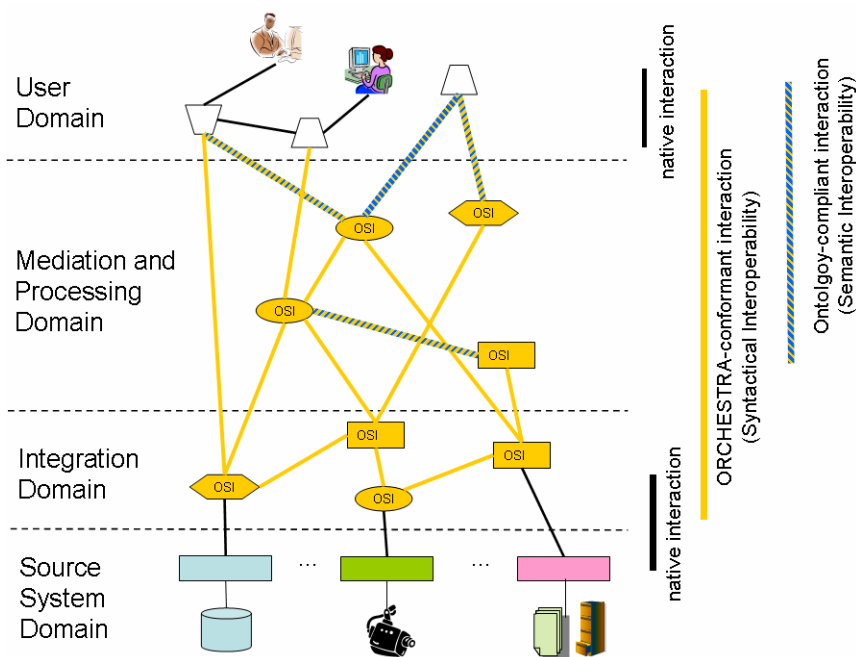 User
Domain
Mediation and
Processing
Domain
Integration
Domain
Source
System
Domain
OSI
OSI
OSI
OSI
OSI
OSI
OSI
OSI
...
...
native interaction
native interaction
ORCHESTRA-conformant interaction
(Syntactical Interoperability)
Ontolgoy-compliant interaction
(Semantic Interoperability)